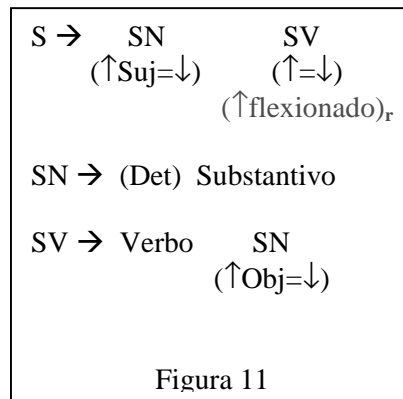 S → SN SV
(↑Suj=↓) (↑=↓)
(↑flexionado)r
SN → (Det) Substantivo
SV → Verbo SN
(↑Obj=↓)
Figura 11